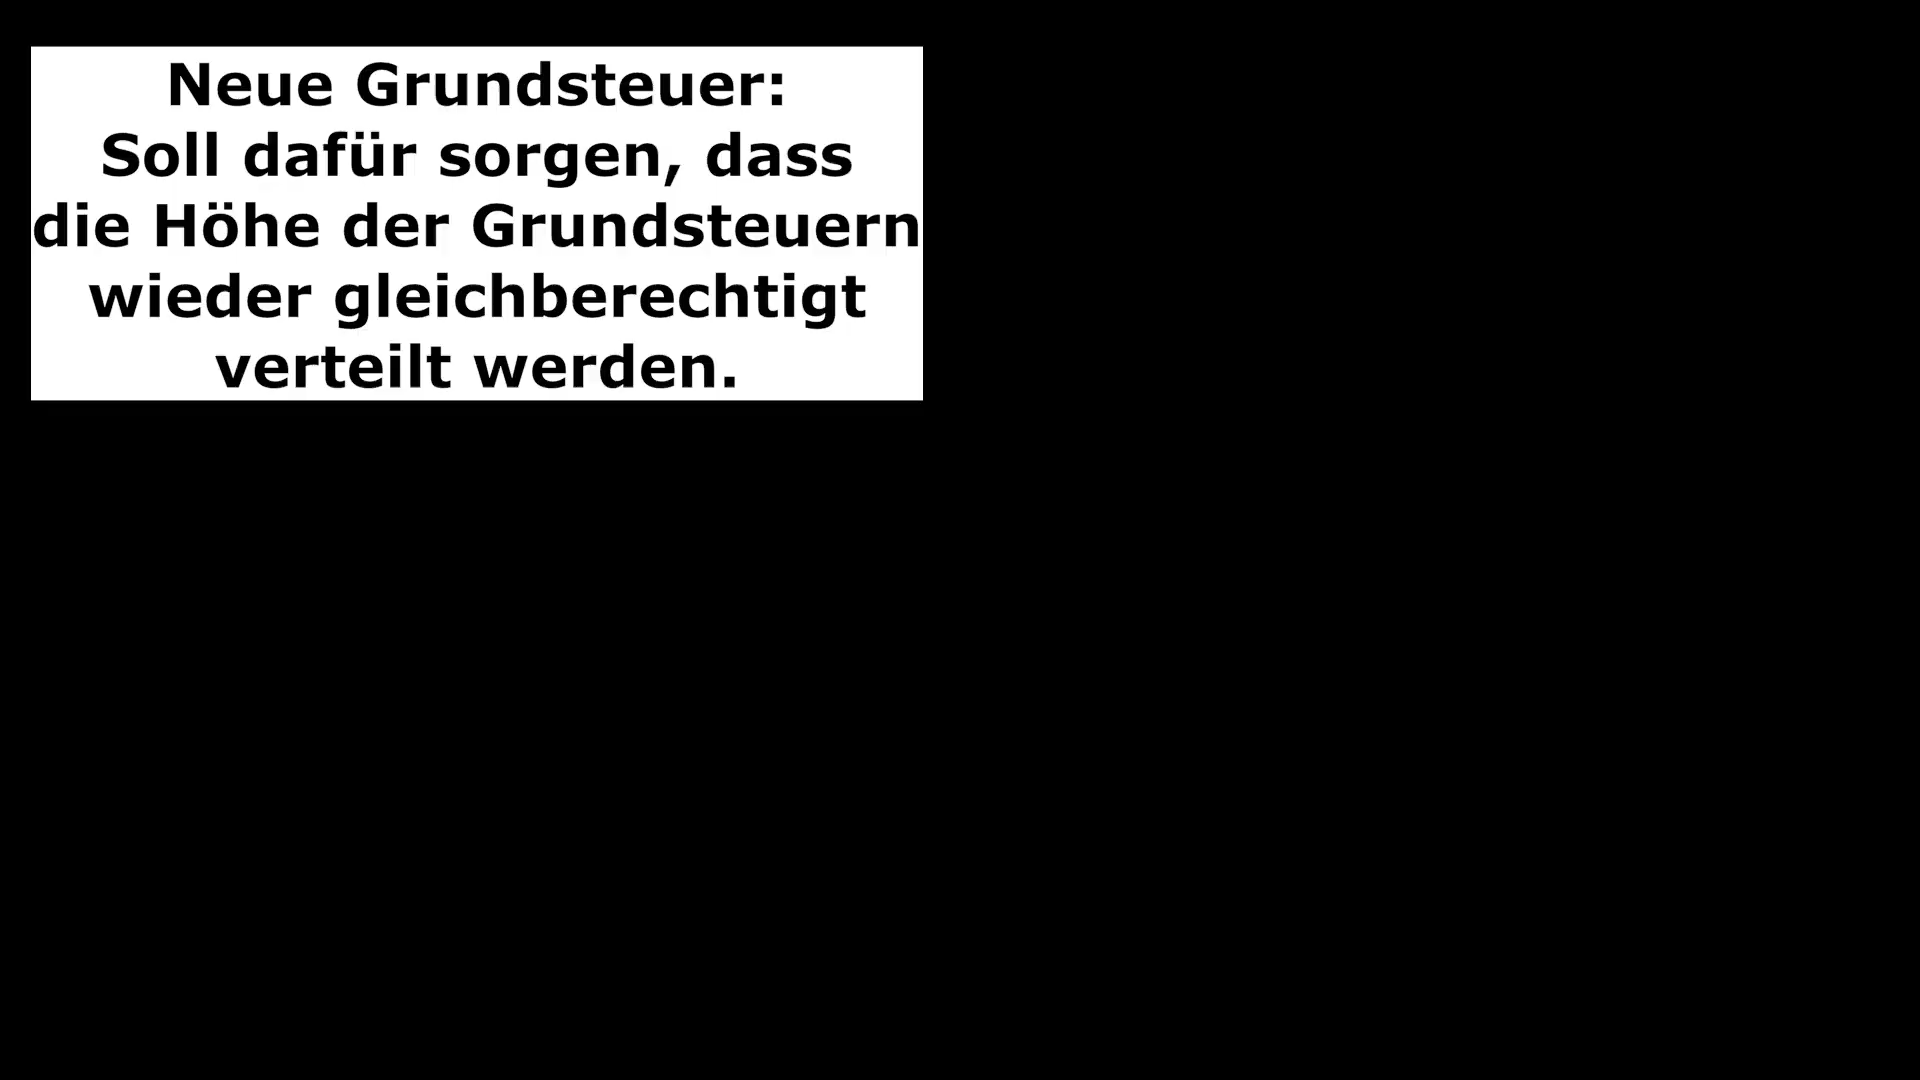 Neue Grundsteuer:
Soll dafür sorgen, dass
die Höhe der Grundsteuern
wieder gleichberechtigt
verteilt werden.